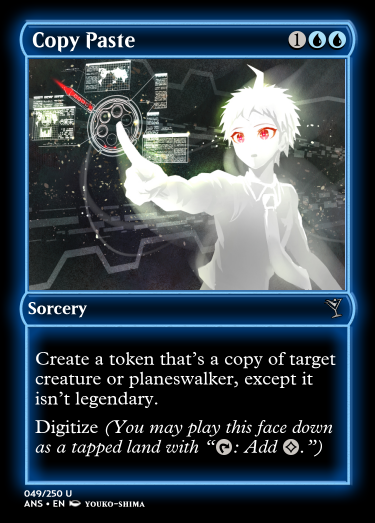 Copy Paste 1
Sorcery
Create a token that's a copy of target
creature or planeswalker, except it
isn't legendary.
Digitize (You may play this face down
as a tapped land with “: Add .”)
049/250 U
ANS • EN YOUKO-SHIMA